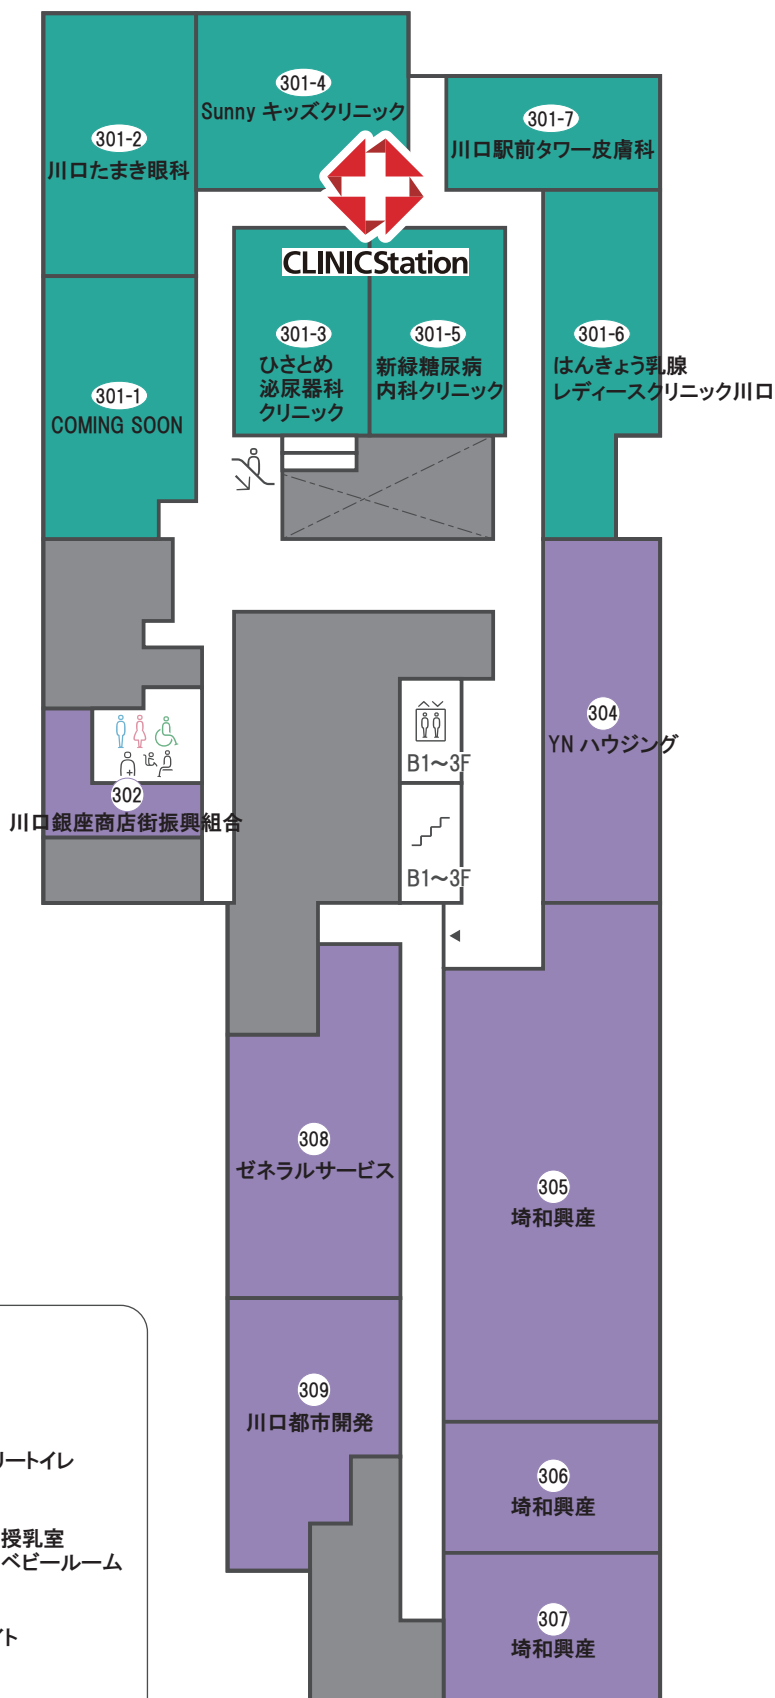 301-4
Sunny キッズクリニック
301-2
川口たまき眼科
301-7
川口駅前タワー皮膚科
CLINICStation
301-3
ひさとめ
泌尿器科
クリニック
301-5
新緑糖尿病
内科クリニック
301-6
はんきょう乳腺
レディースクリニック川口
301-1
COMING SOON
304
YN ハウジング
B1〜3F
302
川口銀座商店街振興組合
B1〜3F
308
ゼネラルサービス
305
埼和興産
309
川口都市開発
リートイレ
306
埼和興産
授乳室
ベビールーム
307
埼和興産
イト